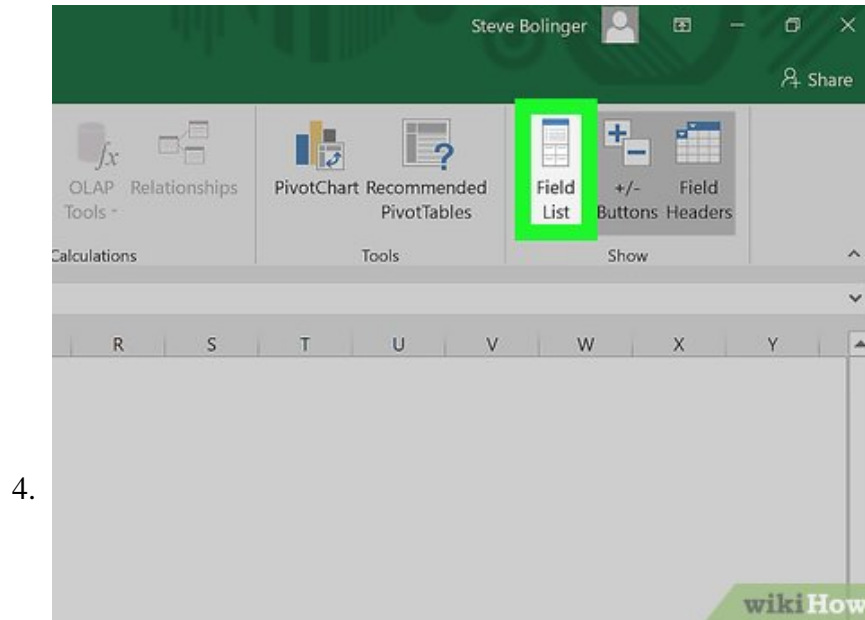 Steve Bolinger
Share
fx
OLAP Tools
Relationships
PivotChart
Recommended PivotTables
Field List
+/- Buttons
Field Headers
Calculations
Tools
Show
R S T U V W X Y
4.
wikiHow